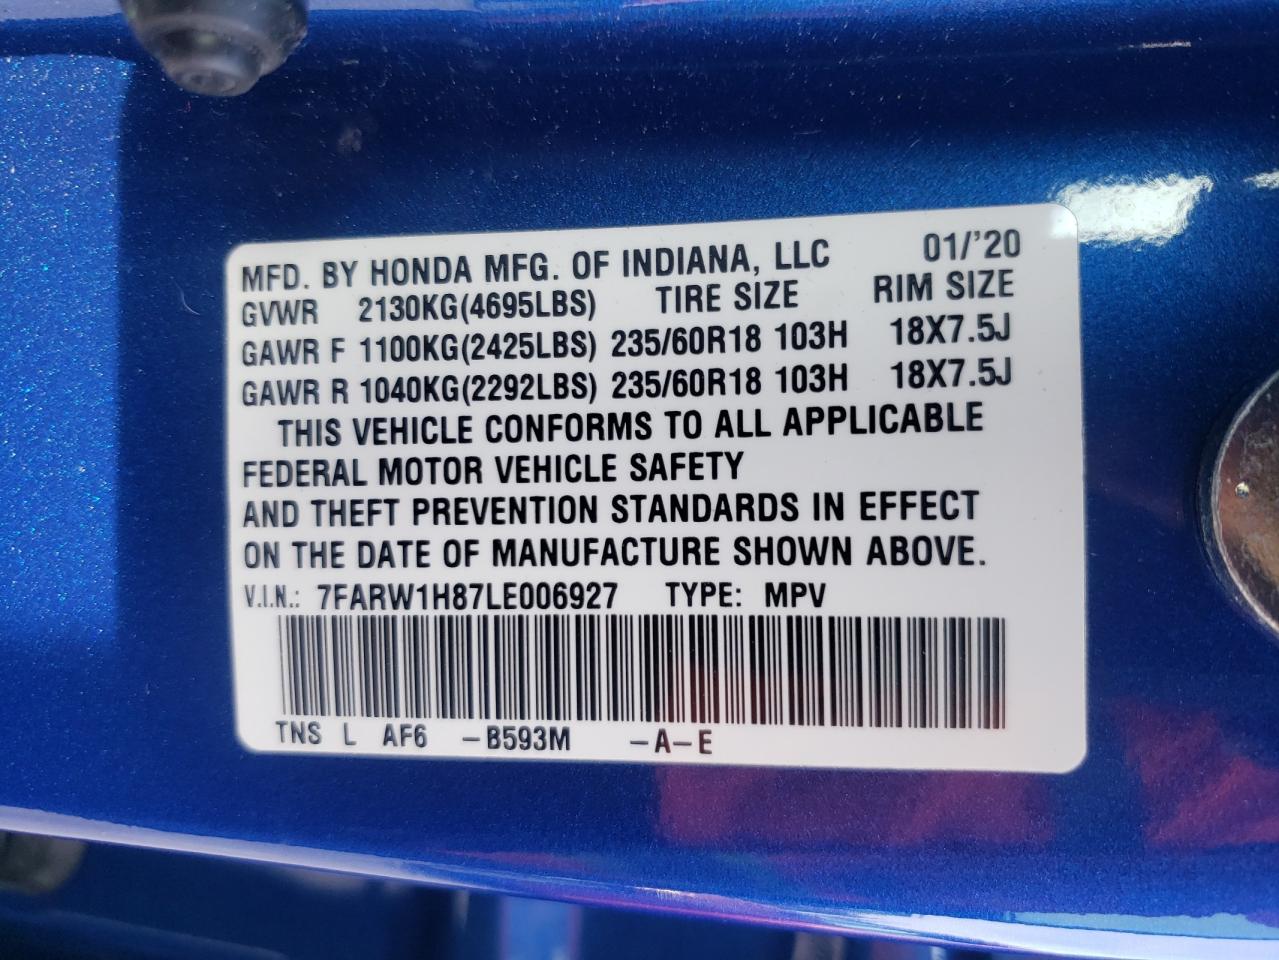 MFD. BY HONDA MFG. OF INDIANA, LLC 01/'20
GVWR 2130KG(4695LBS) TIRE SIZE RIM SIZE
GAWR F 1100KG(2425LBS) 235/60R18 103H 18X7.5J
GAWR R 1040KG(2292LBS) 235/60R18 103H 18X7.5J
THIS VEHICLE CONFORMS TO ALL APPLICABLE
FEDERAL MOTOR VEHICLE SAFETY
AND THEFT PREVENTION STANDARDS IN EFFECT
ON THE DATE OF MANUFACTURE SHOWN ABOVE.
V.I.N.: 7FARW1H87LE006927 TYPE: MPV
TNS L AF6 -B593M -A-E